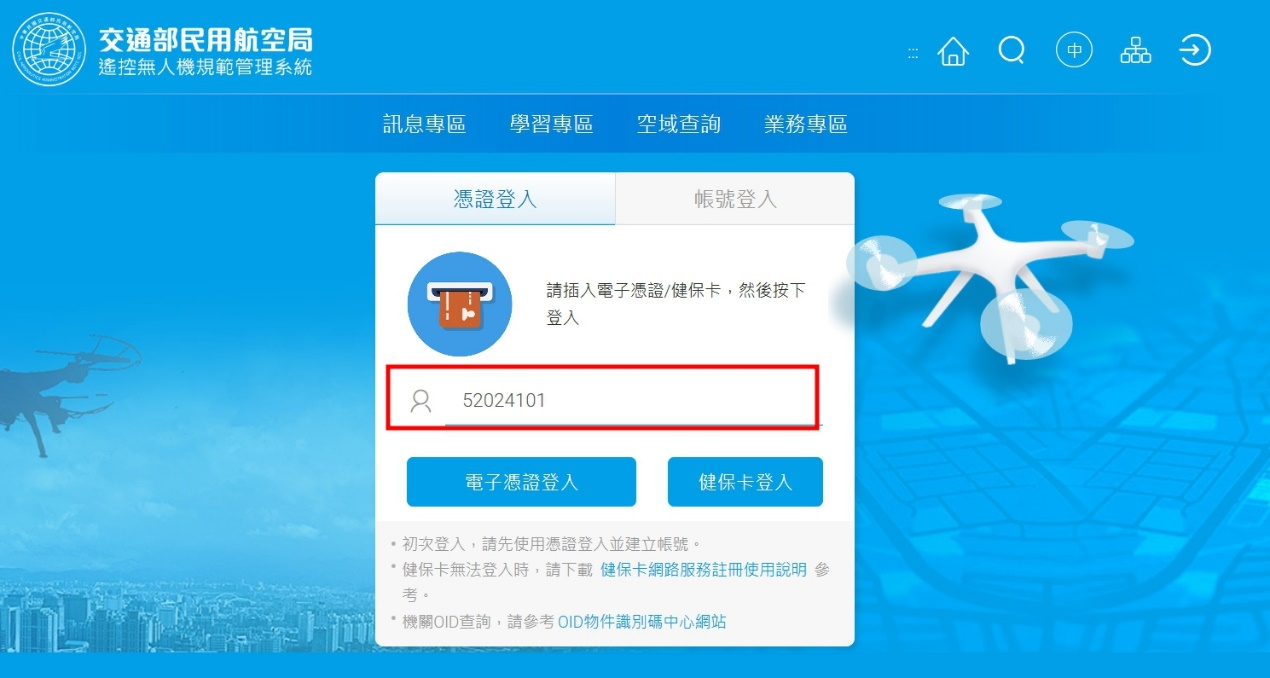 交通部民用航空局
遙控無人機規範管理系統
:::
中
訊息專區 學習專區 空域查詢 業務專區
憑證登入 帳號登入
請插入電子憑證/健保卡，然後按下
登入
52024101
電子憑證登入 健保卡登入
• 初次登入，請先使用憑證登入並建立帳號。
• 健保卡無法登入時，請下載 健保卡網路服務註冊使用說明 參
考。
• 機關OID查詢，請參考OID物件識別碼中心網站